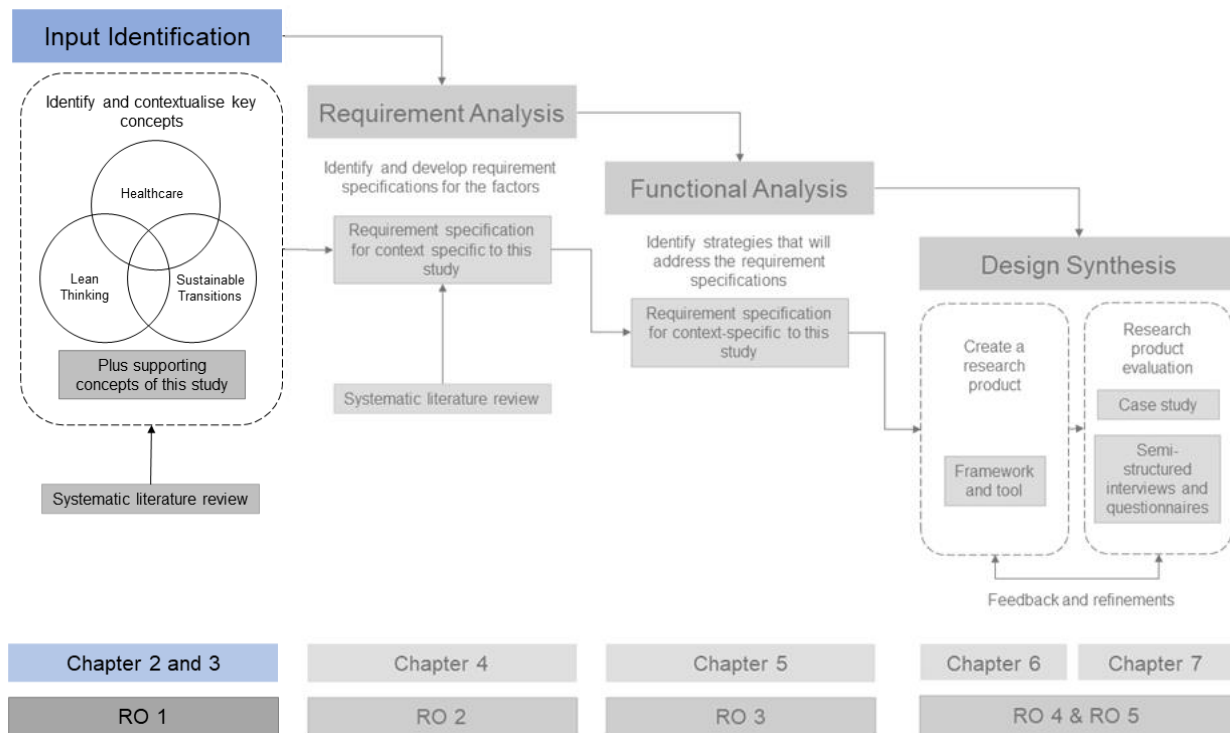 Input Identification
Identify and contextualise key
concepts
Healthcare
Lean
Thinking
Sustainable
Transitions
Plus supporting
concepts of this study
Systematic literature review
Requirement Analysis
Identify and develop requirement
specifications for the factors
Requirement specification
for context specific to this
study
Systematic literature review
Functional Analysis
Identify strategies that will
address the requirement
specifications
Requirement specification
for context-specific to this
study
Design Synthesis
Create a
research
product
Framework
and tool
Research
product
evaluation
Case study
Semi-
structured
interviews and
questionnaires
Feedback and refinements
Chapter 2 and 3
Chapter 4
Chapter 5
Chapter 6
Chapter 7
RO 1
RO 2
RO 3
RO 4 & RO 5